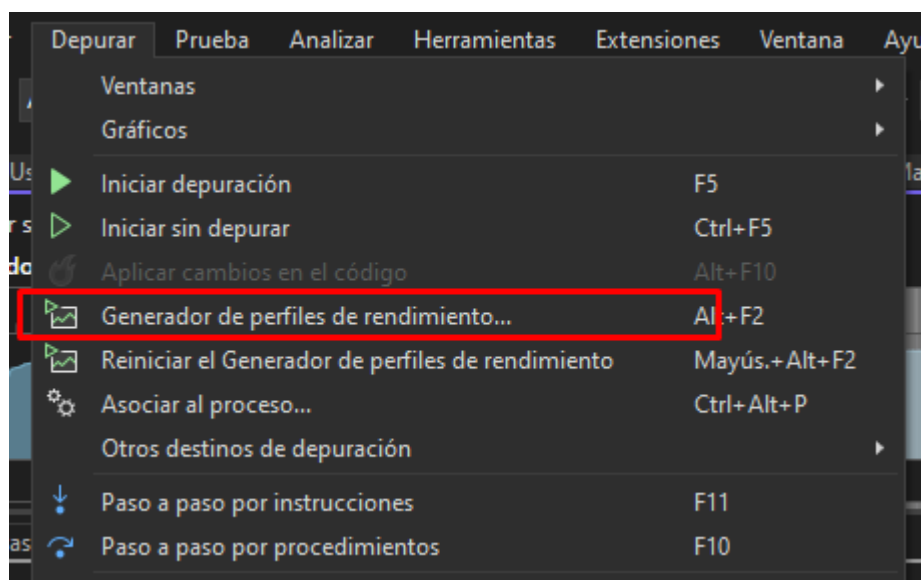 Depurar Prueba Analizar Herramientas Extensiones Ventana Ayu
Ventanas
Gráficos
Iniciar depuración F5
Iniciar sin depurar Ctrl+F5
Aplicar cambios en el código Alt+F10
Generador de perfiles de rendimiento... Alt+F2
Reiniciar el Generador de perfiles de rendimiento Mayús.+Alt+F2
Asociar al proceso... Ctrl+Alt+P
Otros destinos de depuración
Paso a paso por instrucciones F11
Paso a paso por procedimientos F10